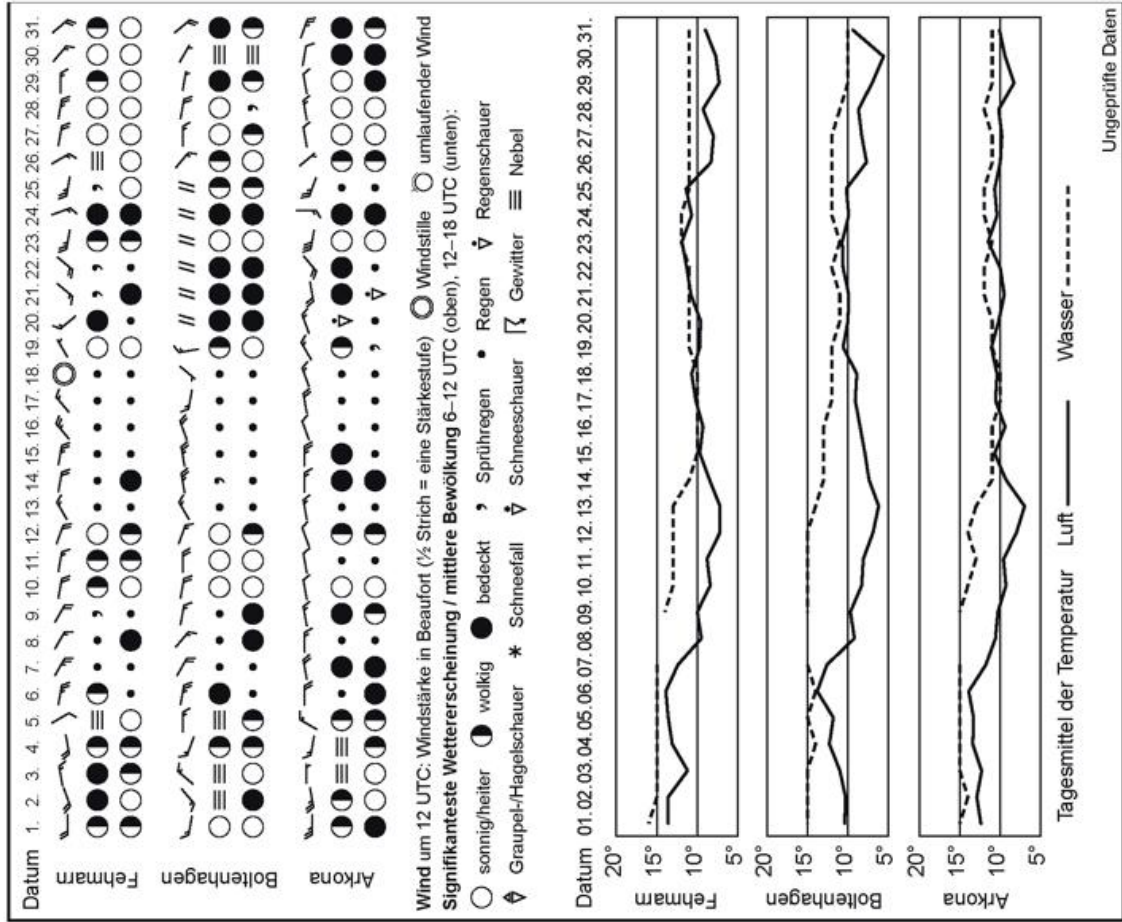 Datum 1. 2. 3. 4. 5. 6. 7. 8. 9. 10. 11. 12. 13. 14. 15. 16. 17. 18. 19. 20. 21. 22. 23. 24. 25. 26. 27. 28. 29. 30. 31.
Fehmarn
Boltenhagen
Arkona
Wind um 12 UTC: Windstärke in Beaufort (½ Strich = eine Stärkestufe) Windstille umlaufender Wind
Signifikanteste Wettererscheinung / mittlere Bewölkung 6–12 UTC (oben), 12–18 UTC (unten):
sonnig/heiter wolkig bedeckt Sprühregen Regen Regenschauer
Graupel-/Hagelschauer Schneefall Schneeschauer Gewitter Nebel
Datum 01. 02. 03. 04. 05. 06. 07. 08. 09. 10. 11. 12. 13. 14. 15. 16. 17. 18. 19. 20. 21. 22. 23. 24. 25. 26. 27. 28. 29. 30. 31.
20°
15°
10°
5°
Fehmarn
20°
15°
10°
5°
Boltenhagen
20°
15°
10°
5°
Arkona
Tagesmittel der Temperatur Luft Wasser
Ungeprüfte Daten